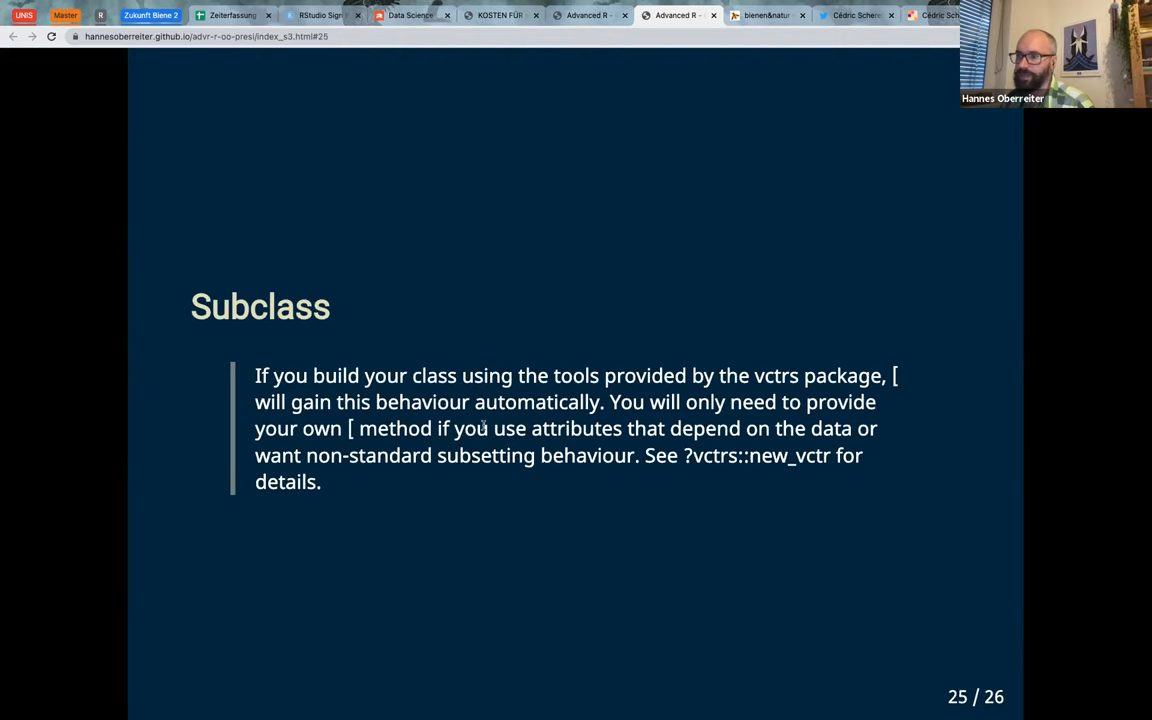 UNIS
Master
R
Zukunft Biene 2
Zeiterfassung
RStudio Sign
Data Science
KOSTEN FÜR
Advanced R -
Advanced R -
bienen&natur
Cédric Schere
Cédric Sch
hannesoberreiter.github.io/advr-r-oo-presi/index_s3.html#25
Hannes Oberreiter
Subclass
If you build your class using the tools provided by the vctrs package, [
will gain this behaviour automatically. You will only need to provide
your own [ method if you use attributes that depend on the data or
want non-standard subsetting behaviour. See ?vctrs::new_vctr for
details.
25 / 26